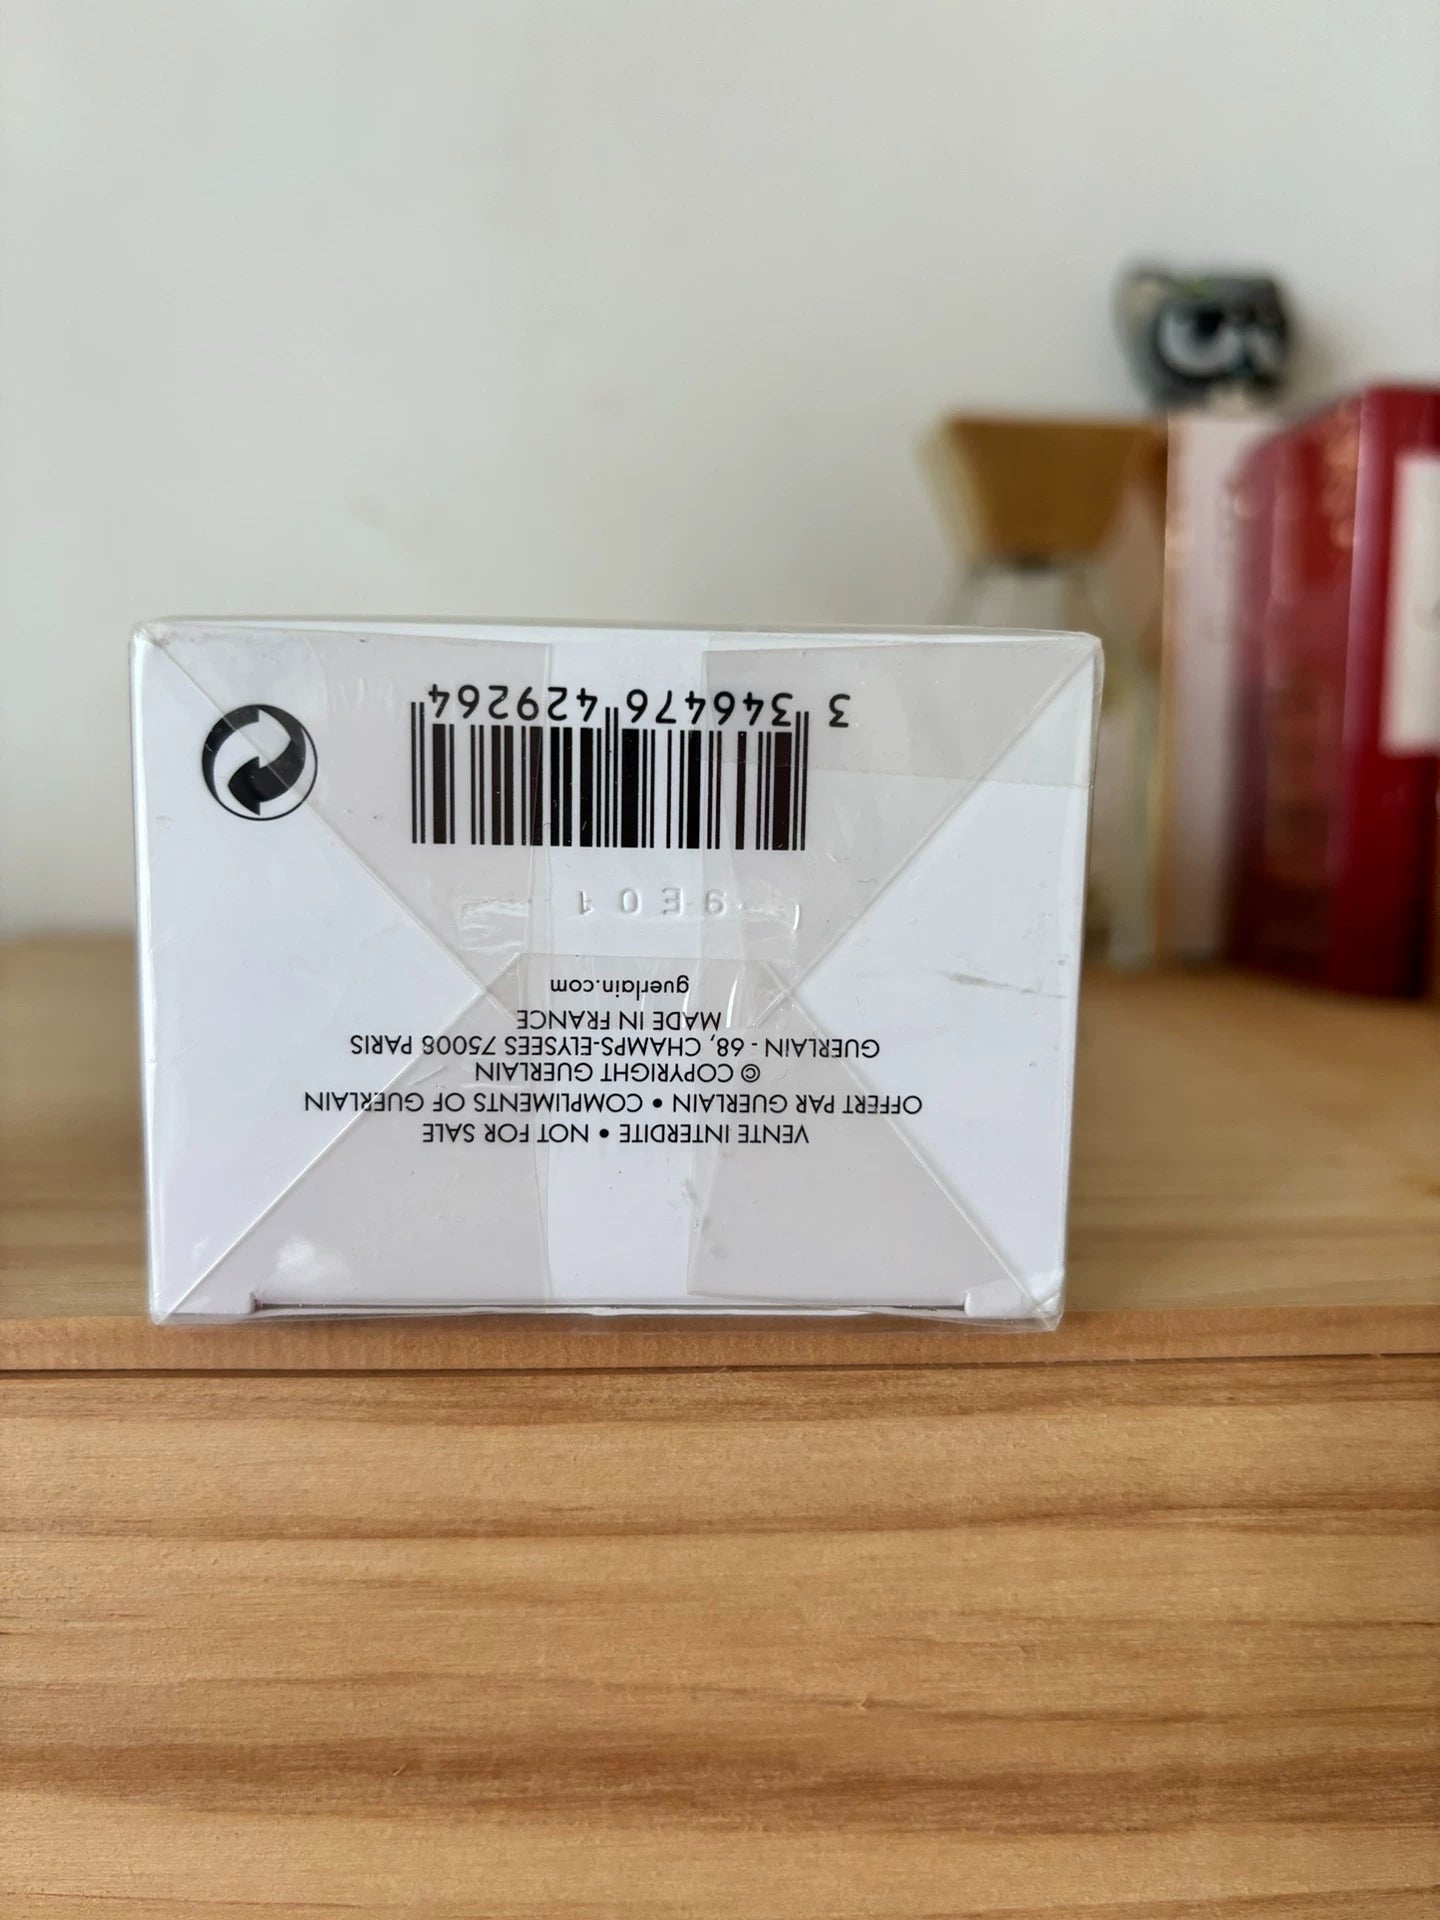 VENTE INTERDITE • NOT FOR SALE
OFFERT PAR GUERLAIN • COMPLIMENTS OF GUERLAIN
© COPYRIGHT GUERLAIN
GUERLAIN - 68, CHAMPS-ELYSEES 75008 PARIS
MADE IN FRANCE
guerlain.com
9E01
3 346476 429264